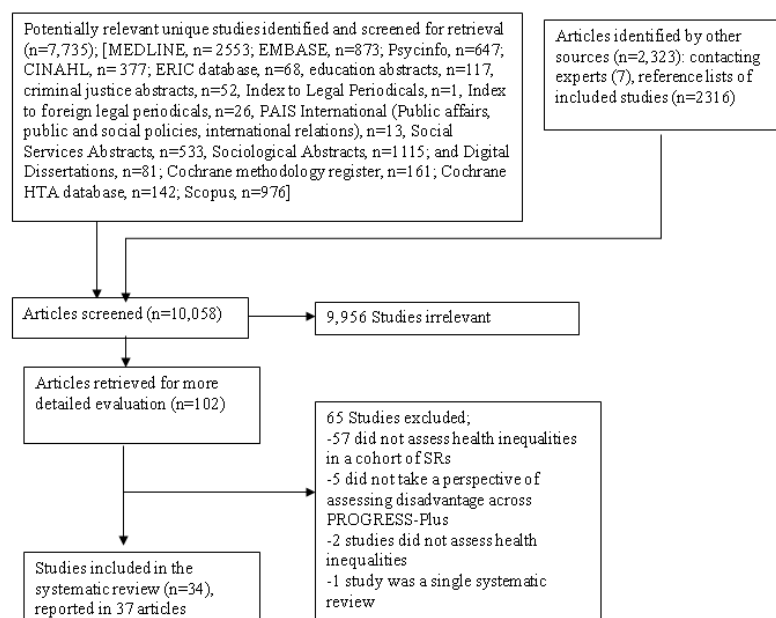 Potentially relevant unique studies identified and screened for retrieval
(n=7,735); [MEDLINE, n= 2553; EMBASE, n=873; Psycinfo, n=647;
CINAHL, n= 377; ERIC database, n=68, education abstracts, n=117,
criminal justice abstracts, n=52, Index to Legal Periodicals, n=1, Index
to foreign legal periodicals, n=26, PAIS International (Public affairs,
public and social policies, international relations), n=13, Social
Services Abstracts, n=533, Sociological Abstracts, n=1115; and Digital
Dissertations, n=81; Cochrane methodology register, n=161; Cochrane
HTA database, n=142; Scopus, n=976]
Articles identified by other
sources (n=2,323): contacting
experts (7), reference lists of
included studies (n=2316)
Articles screened (n=10,058)
9,956 Studies irrelevant
Articles retrieved for more
detailed evaluation (n=102)
65 Studies excluded;
-57 did not assess health inequalities
in a cohort of SRs
-5 did not take a perspective of
assessing disadvantage across
PROGRESS-Plus
-2 studies did not assess health
inequalities
-1 study was a single systematic
review
Studies included in the
systematic review (n=34),
reported in 37 articles